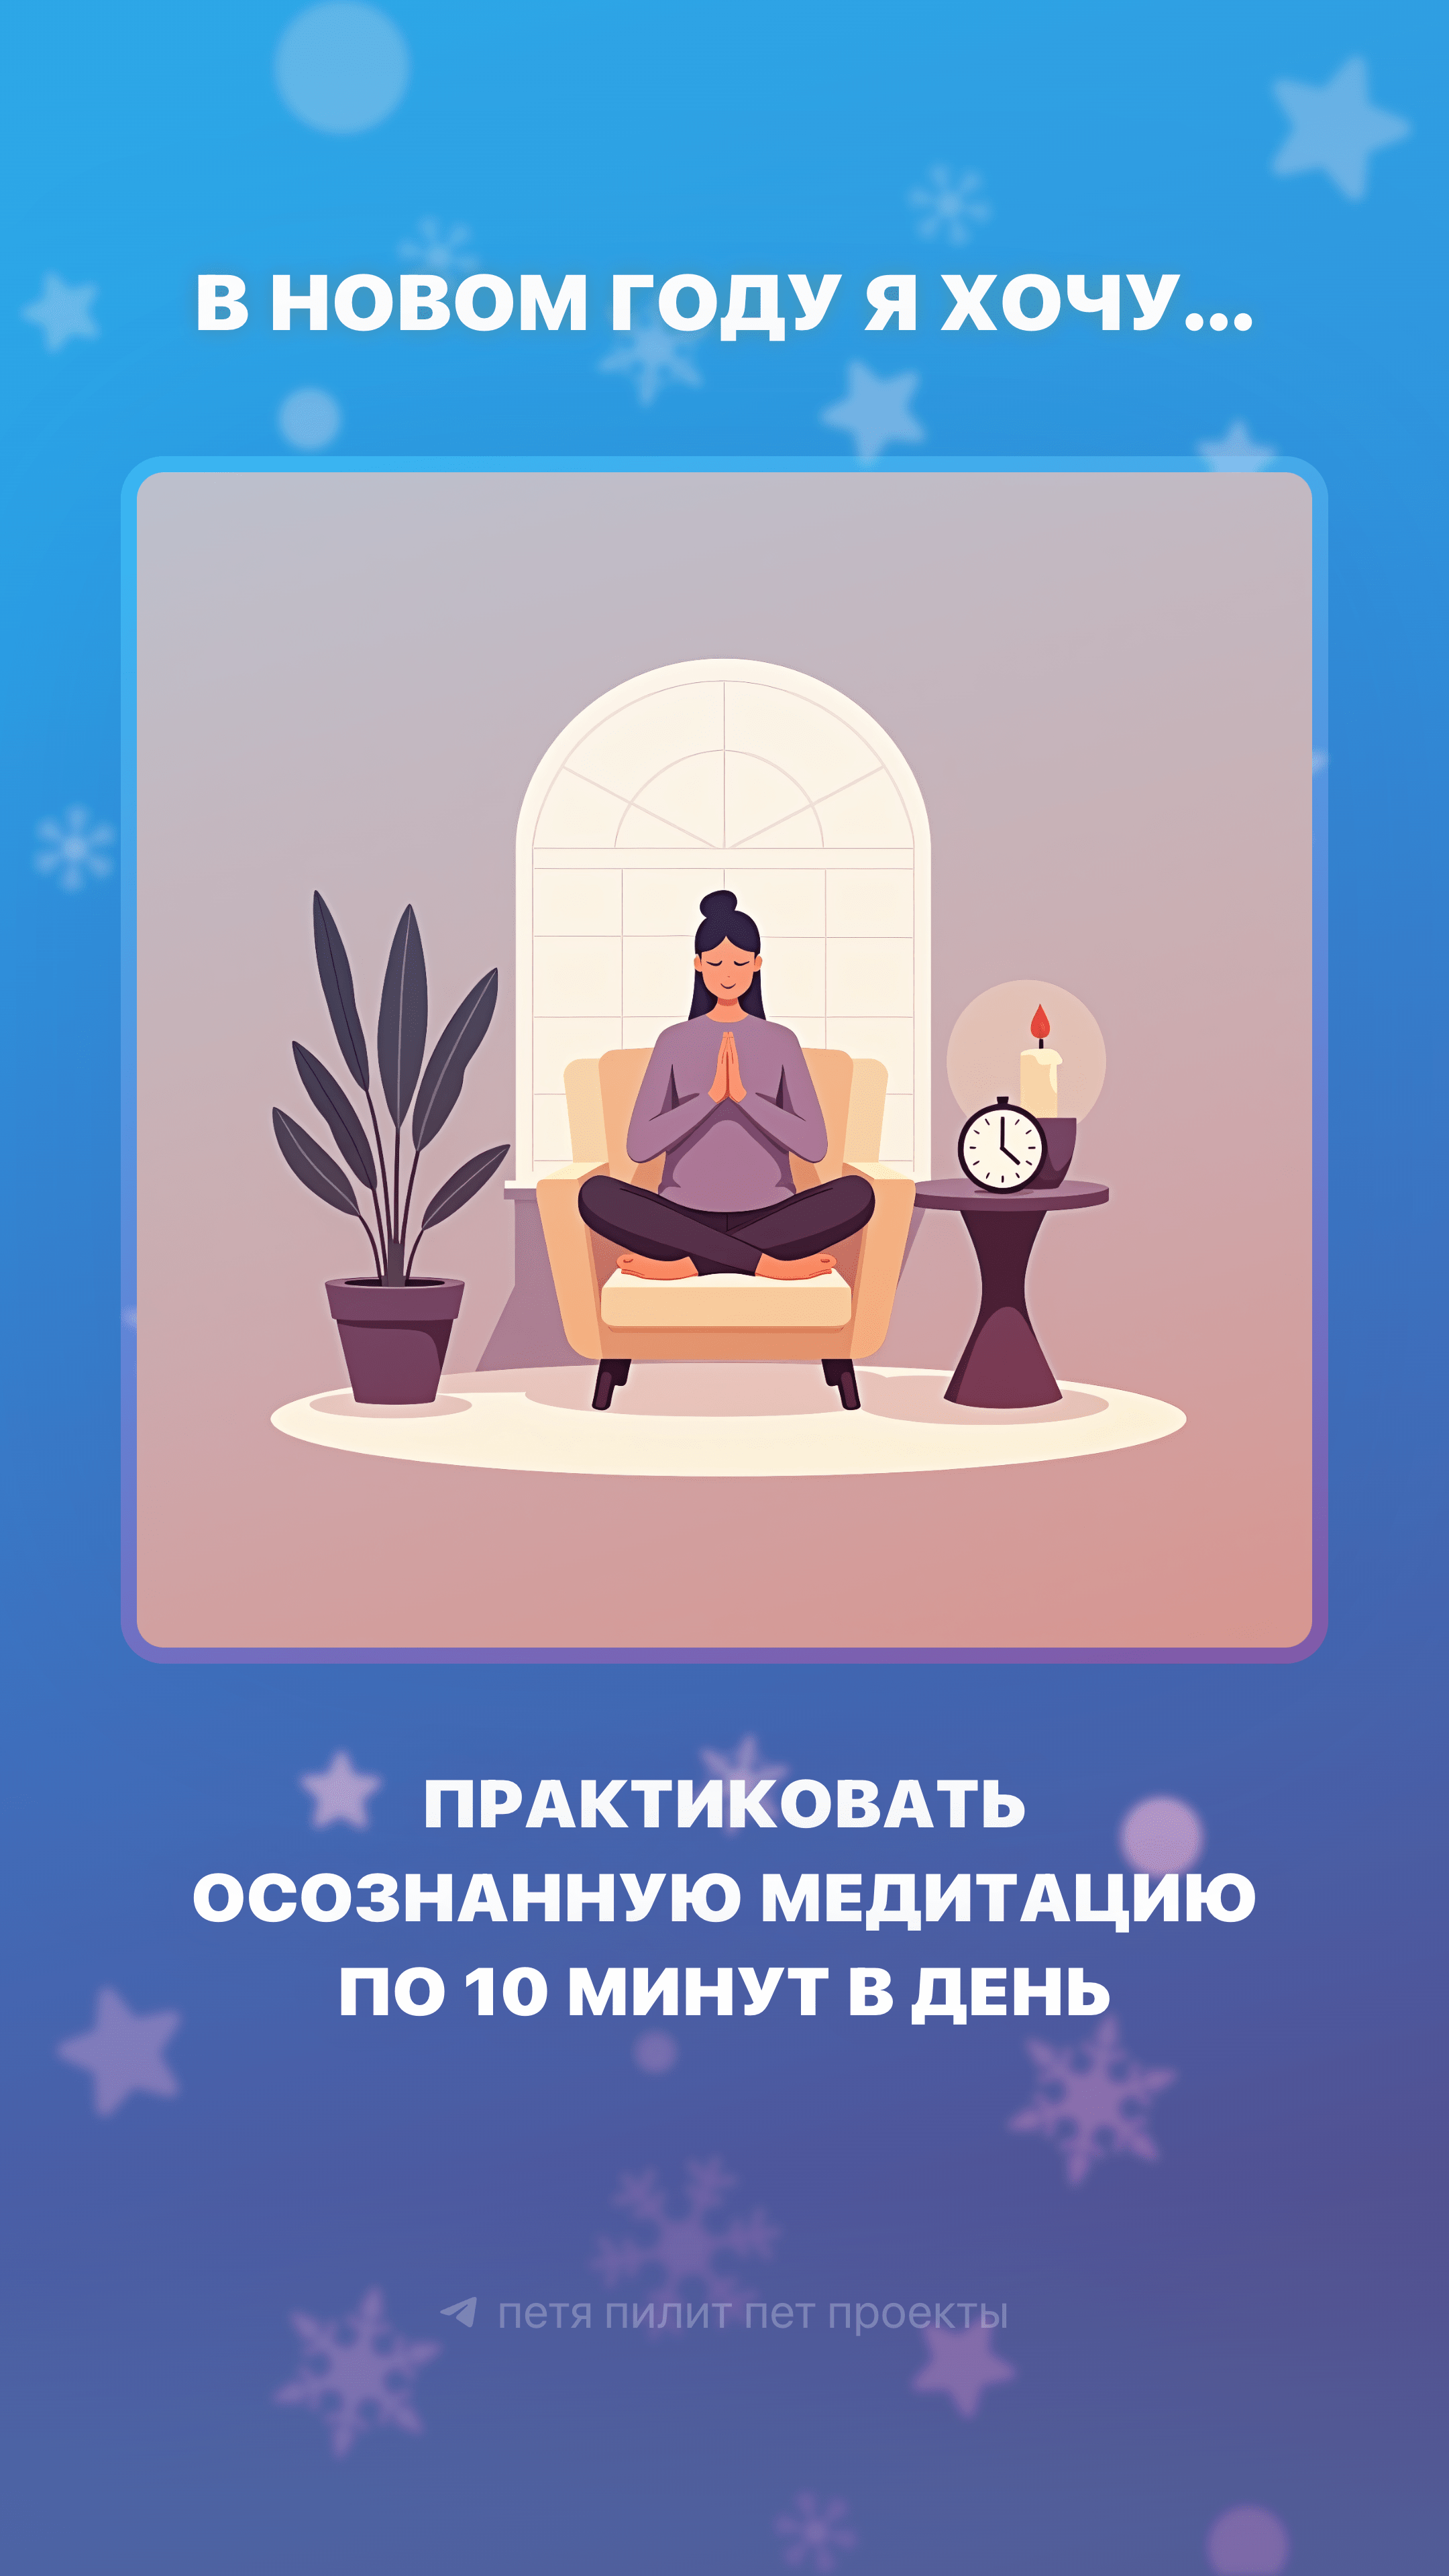 В НОВОМ ГОДУ Я ХОЧУ...
ПРАКТИКОВАТЬ
ОСОЗНАННУЮ МЕДИТАЦИЮ
ПО 10 МИНУТ В ДЕНЬ
петя пилит пет проекты